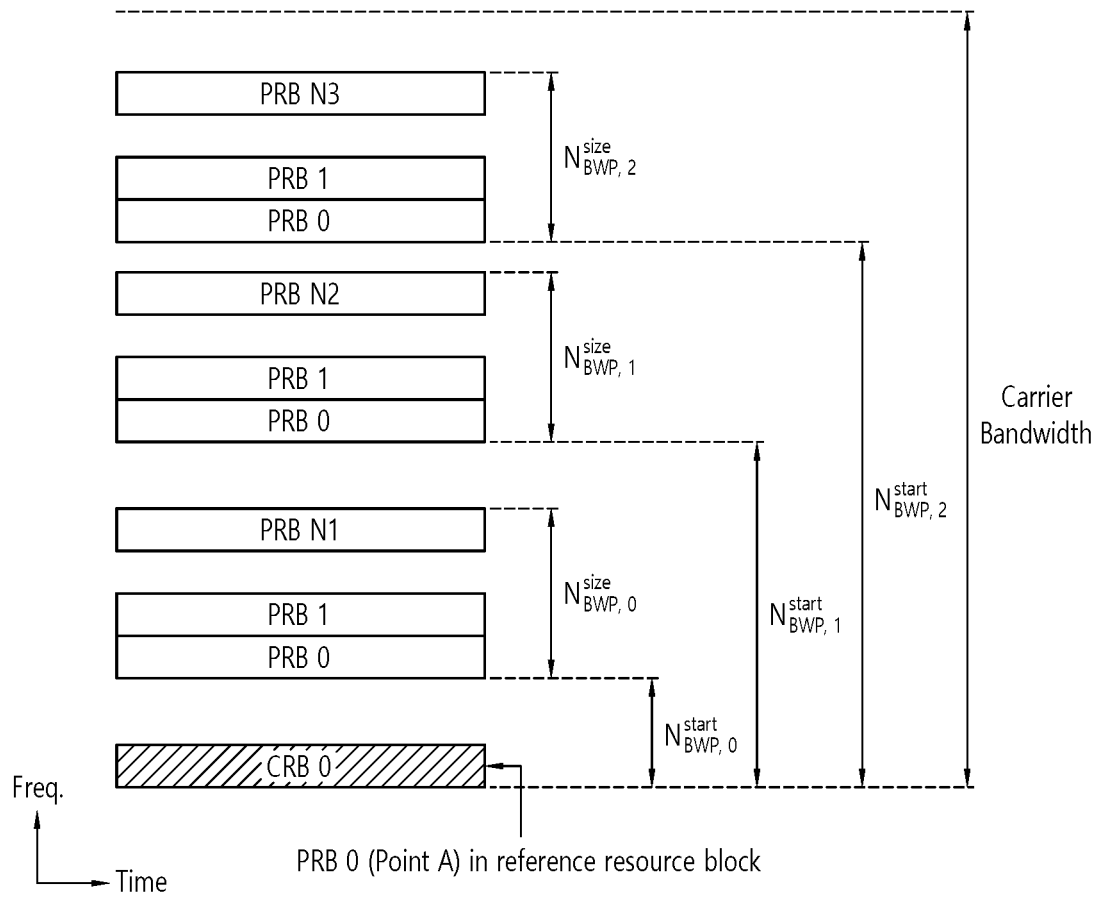 PRB N3
N^size_BWP, 2
PRB 1
PRB 0
PRB N2
N^size_BWP, 1
PRB 1
PRB 0
Carrier
Bandwidth
N^start_BWP, 2
PRB N1
N^size_BWP, 0
PRB 1
N^start_BWP, 1
PRB 0
N^start_BWP, 0
CRB 0
Freq.
PRB 0 (Point A) in reference resource block
Time